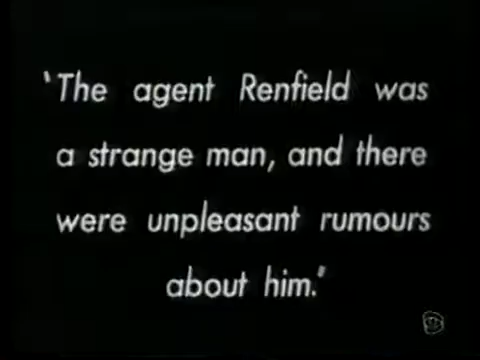 'The agent Renfield was
a strange man, and there
were unpleasant rumours
about him.'